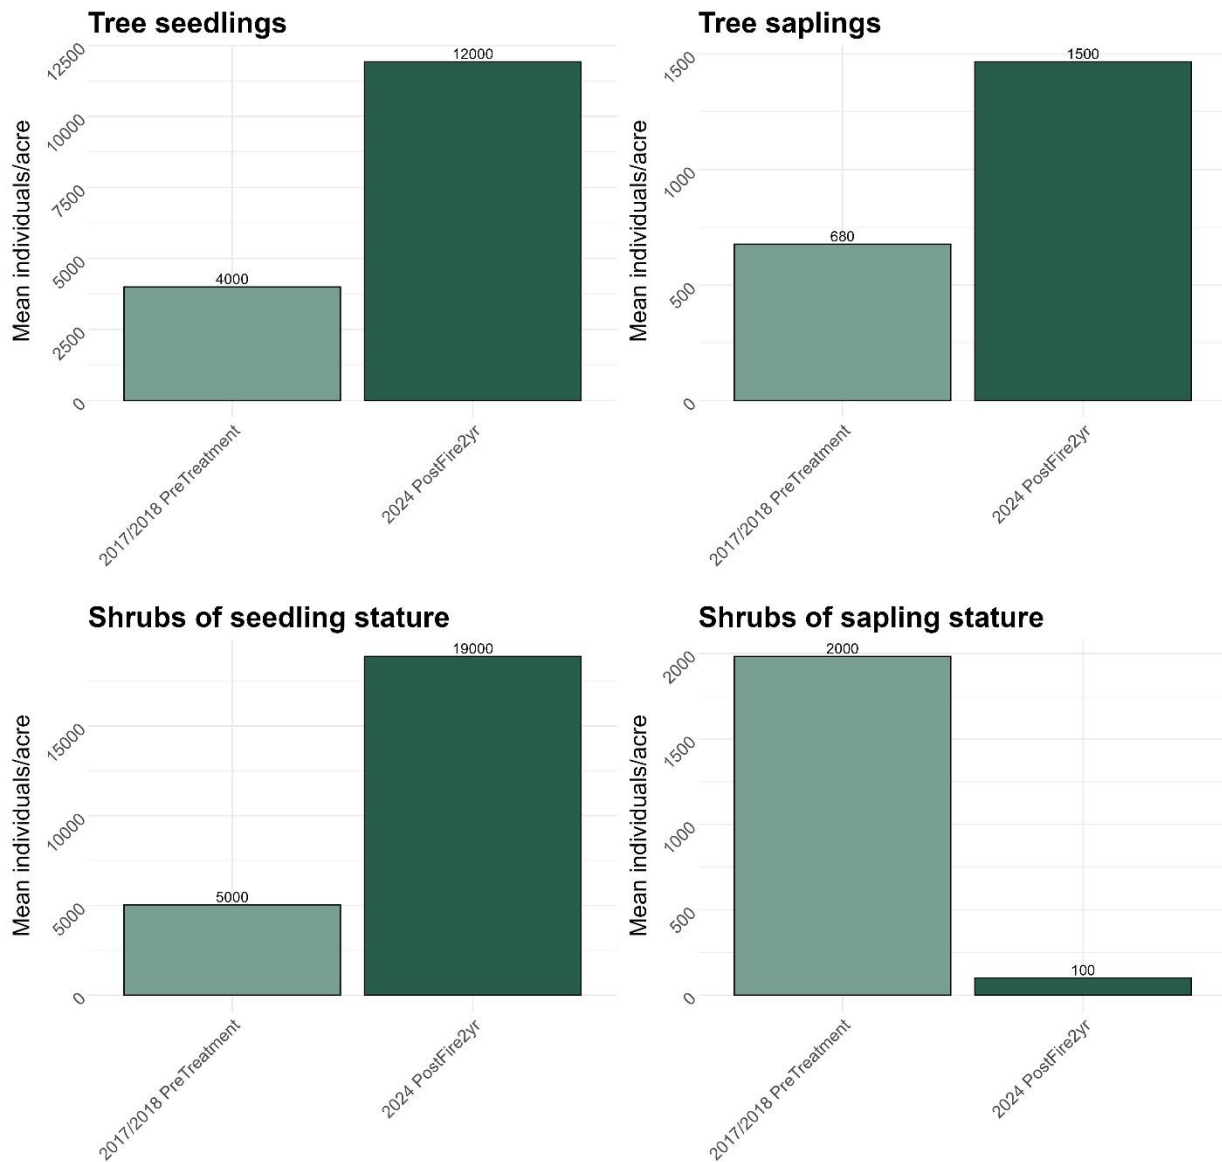 Tree seedlings
Mean individuals/acre
12500
10000
7500
5000
2500
0
12000
4000
2017/2018 PreTreatment
2024 PostFire2yr
Tree saplings
Mean individuals/acre
1500
1000
500
0
1500
680
2017/2018 PreTreatment
2024 PostFire2yr
Shrubs of seedling stature
Mean individuals/acre
15000
10000
5000
0
19000
5000
2017/2018 PreTreatment
2024 PostFire2yr
Shrubs of sapling stature
Mean individuals/acre
2000
1500
1000
500
0
2000
100
2017/2018 PreTreatment
2024 PostFire2yr